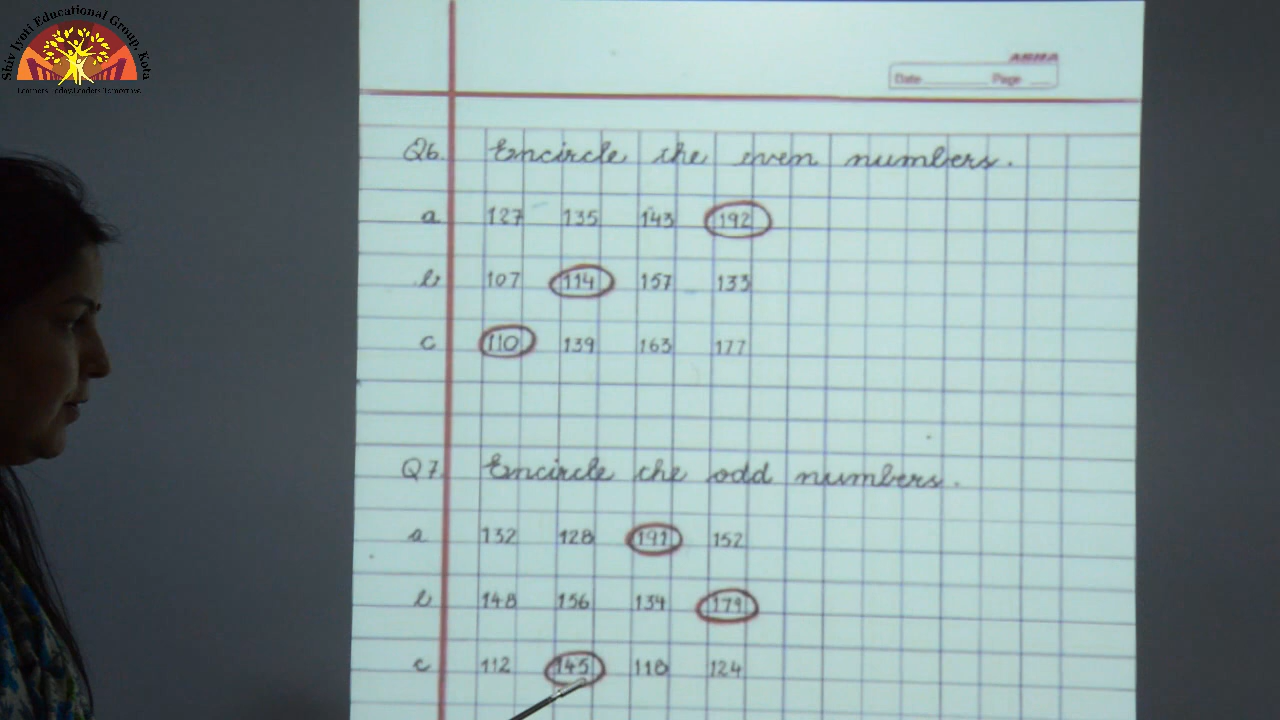 Shiv Jyoti Educational Group, Kota
ASHA
Date Page
Q6. Encircle the even numbers.
a 127 135 143 192
b 107 114 157 133
c 110 139 163 177
Q7. Encircle the odd numbers.
a 132 128 191 152
b 148 156 134 179
c 112 145 118 124